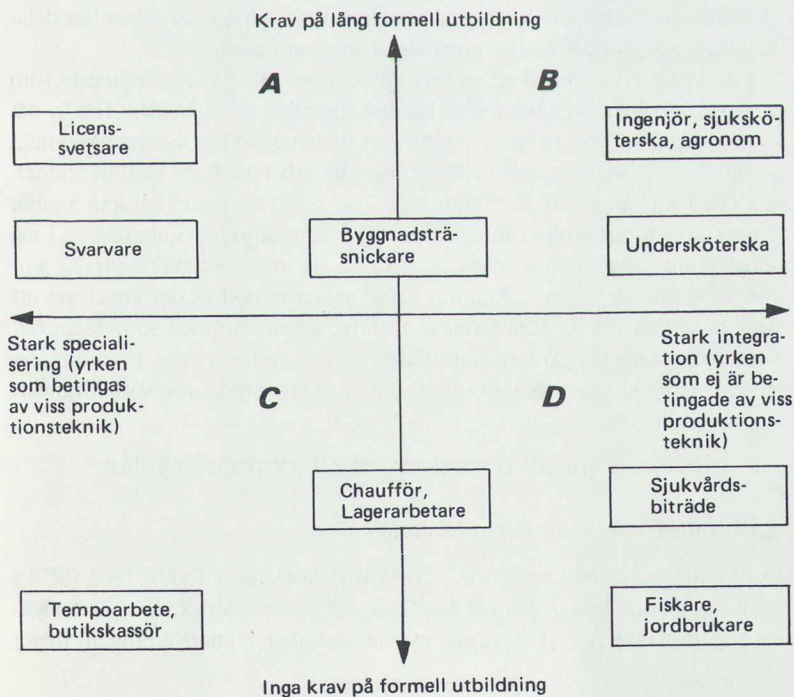 Krav på lång formell utbildning
A
B
Licens-
svetsare
Ingenjör, sjukskö-
terska, agronom
Svarvare
Byggnadsträ-
snickare
Undersköterska
Stark speciali-
sering (yrken
som betingas
av viss produk-
tionsteknik)
Stark integra-
tion (yrken
som ej är be-
tingade av viss
produktions-
teknik)
C
D
Chaufför,
Lagerarbetare
Sjukvårds-
biträde
Tempoarbete,
butikskassör
Fiskare,
jordbrukare
Inga krav på formell utbildning